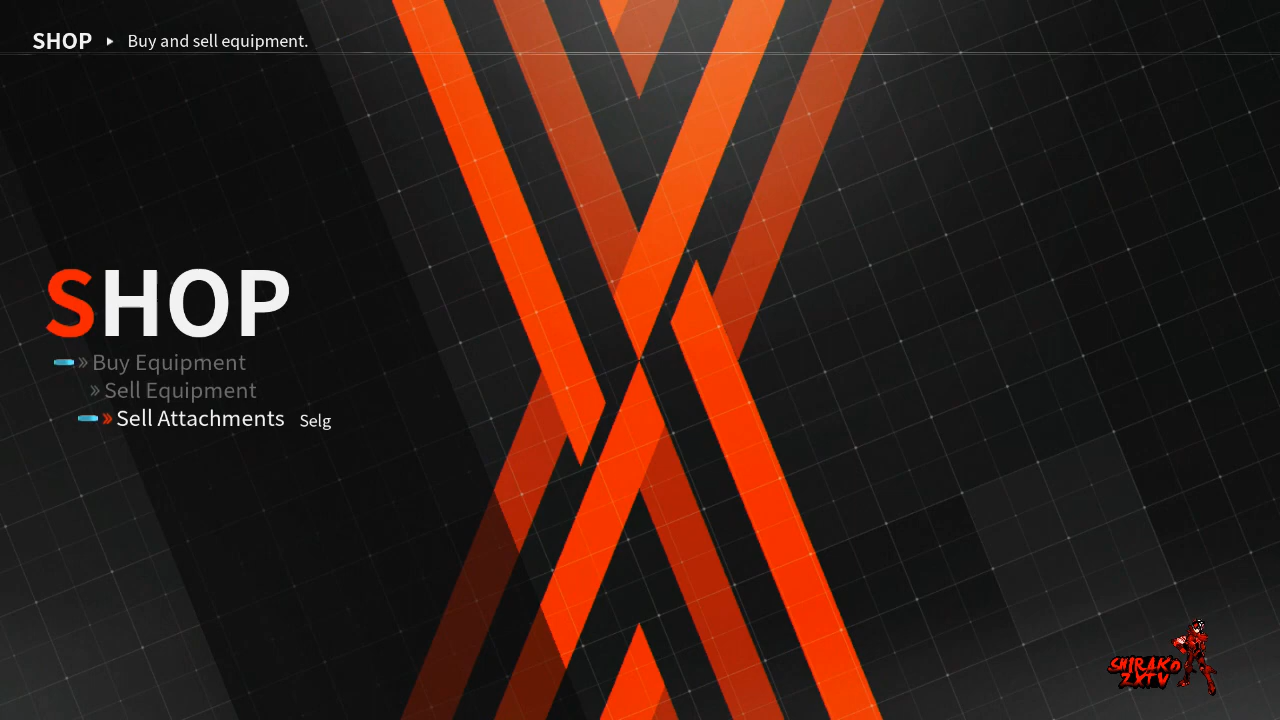 SHOP Buy and sell equipment.
SHOP
Buy Equipment
Sell Equipment
Sell Attachments Selg
SHIRAKO
ZXTV